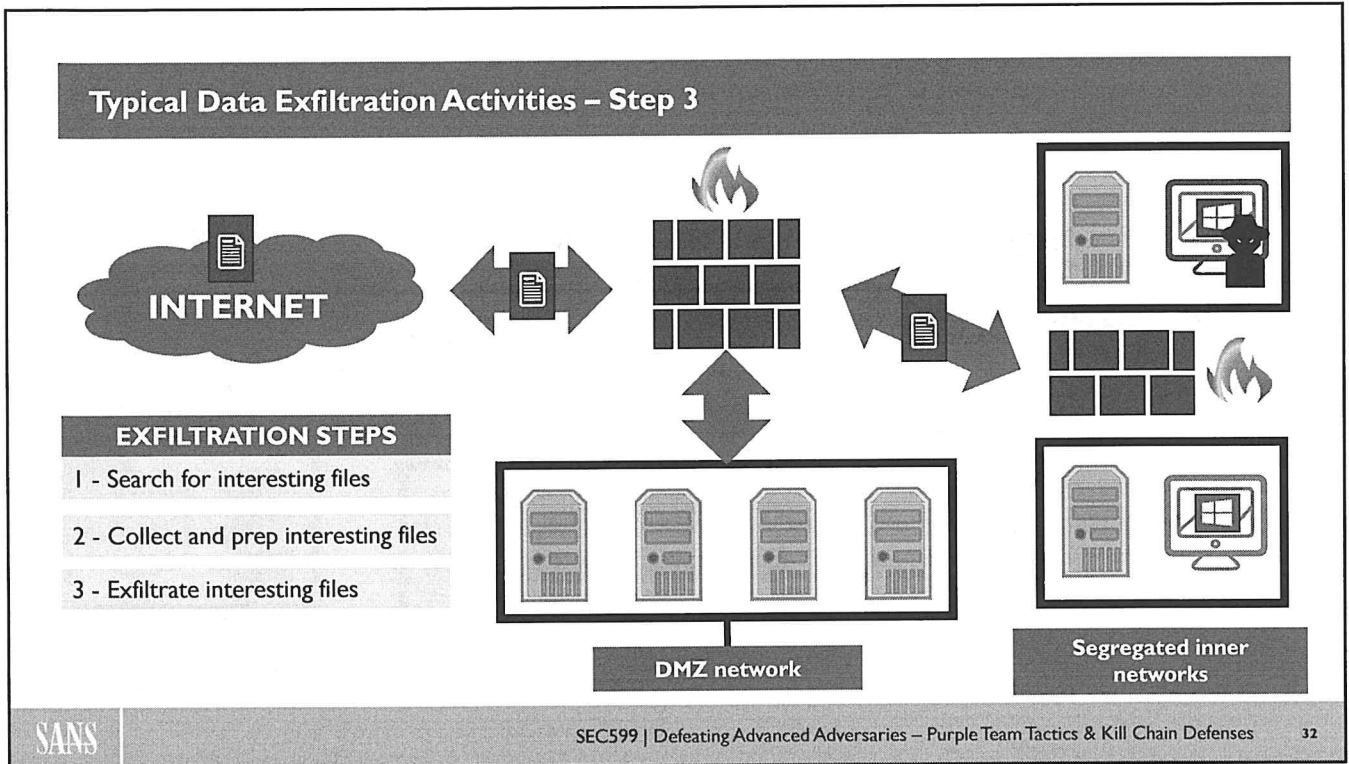 Typical Data Exfiltration Activities – Step 3
INTERNET
EXFILTRATION STEPS
1 - Search for interesting files
2 - Collect and prep interesting files
3 - Exfiltrate interesting files
DMZ network
Segregated inner
networks
SANS
SEC599 | Defeating Advanced Adversaries – Purple Team Tactics & Kill Chain Defenses
32